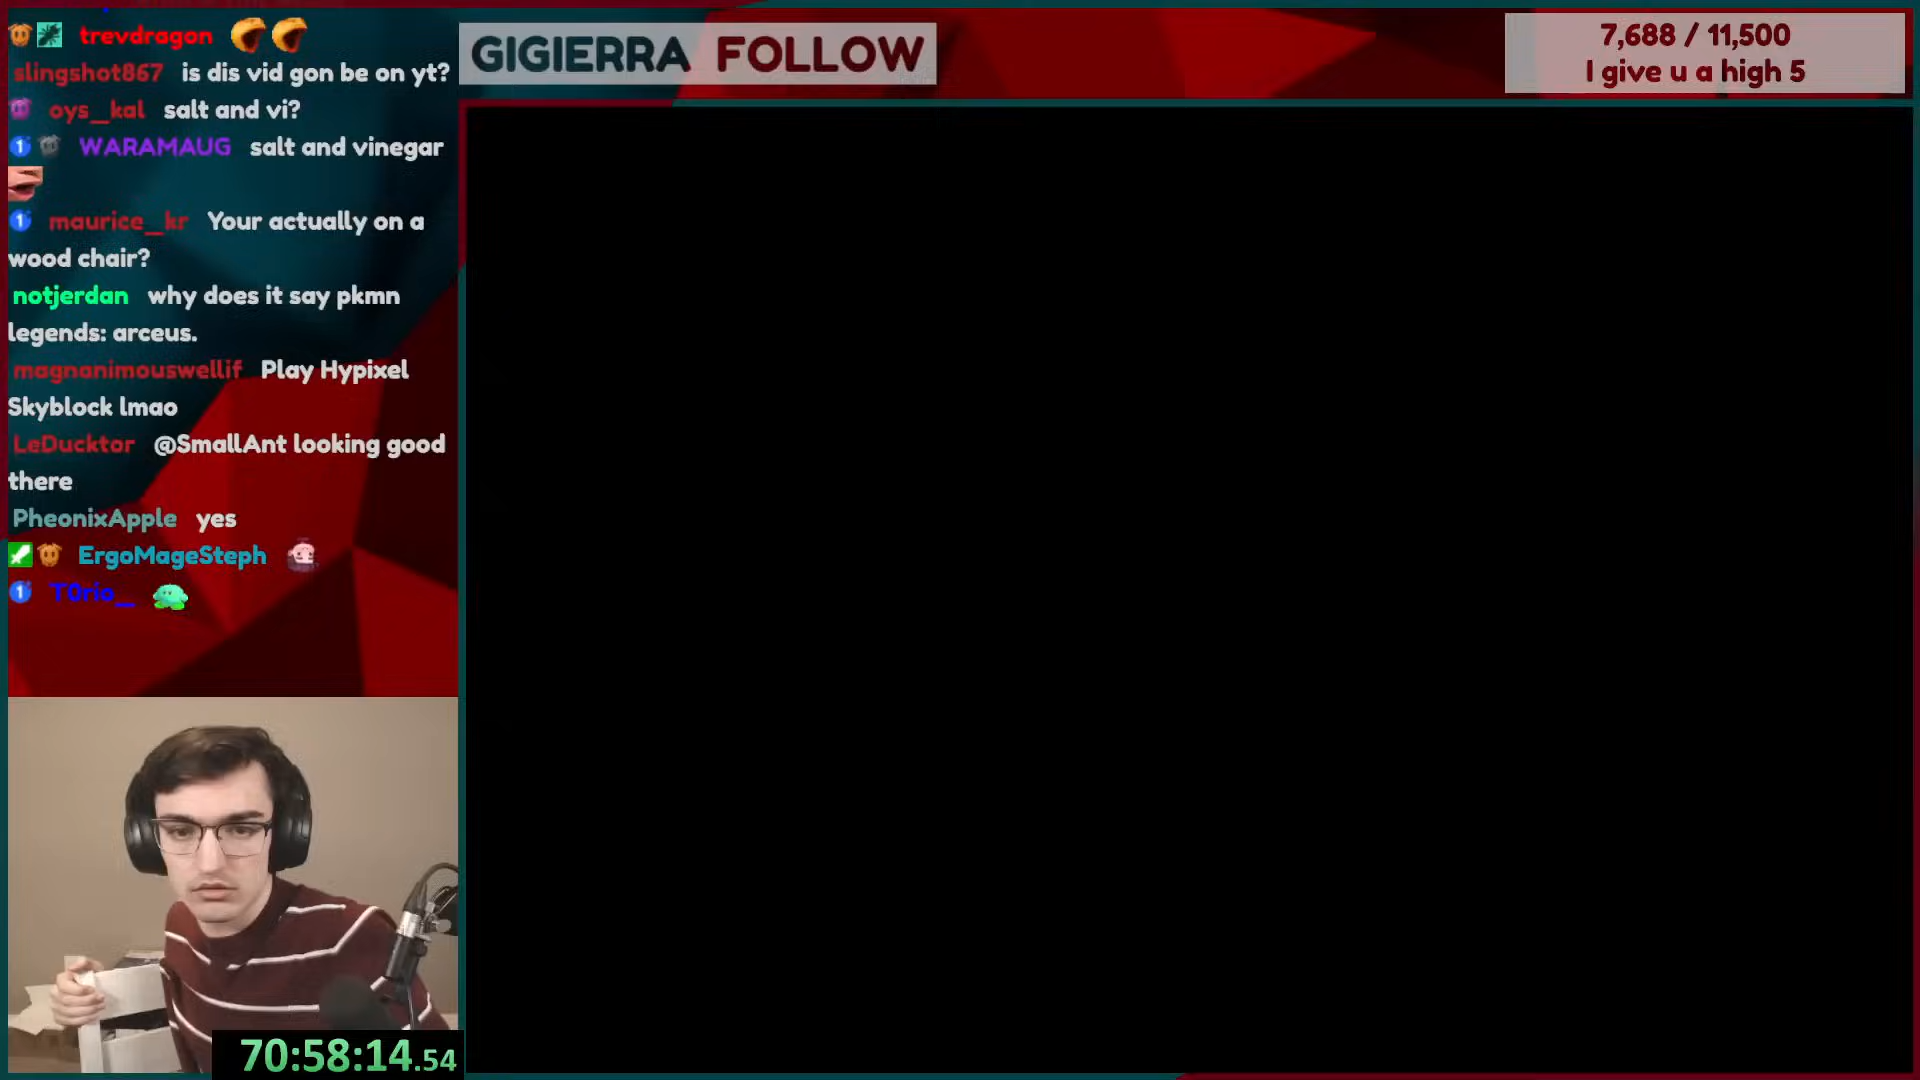 trevdragon
slingshot867 is dis vid gon be on yt?
oys_kal salt and vi?
WARAMAUG salt and vinegar
maurice_kr Your actually on a
wood chair?
notjerdan why does it say pkmn
legends: arceus.
magnanimouswellif Play Hypixel
Skyblock lmao
LeDucktor @SmallAnt looking good
there
PheonixApple yes
ErgoMageSteph
T0rio_
GIGIERRA FOLLOW
7,688 / 11,500
I give u a high 5
70:58:14.54